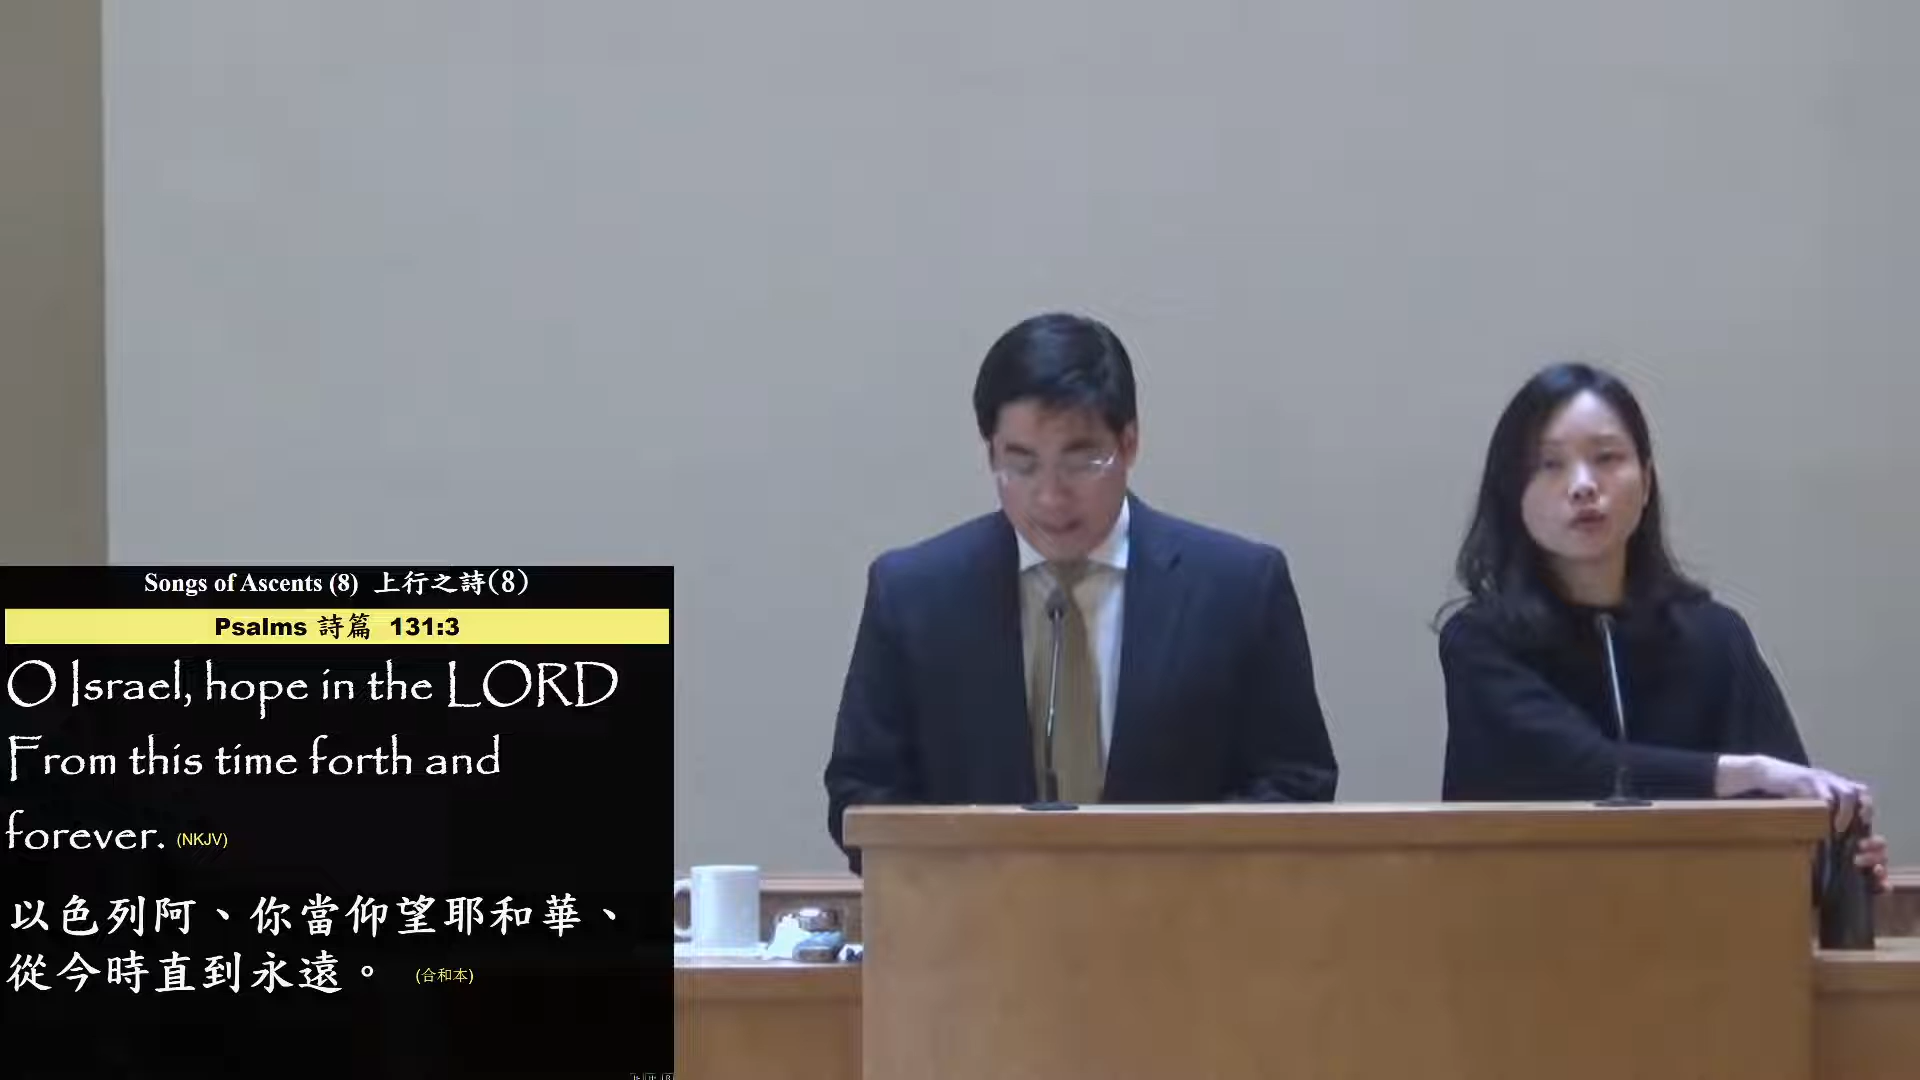 Songs of Ascents (8) 上行之詩(8)
Psalms 詩篇 131:3
O Israel, hope in the LORD
From this time forth and
forever. (NKJV)
以色列阿、你當仰望耶和華、
從今時直到永遠。 (合和本)